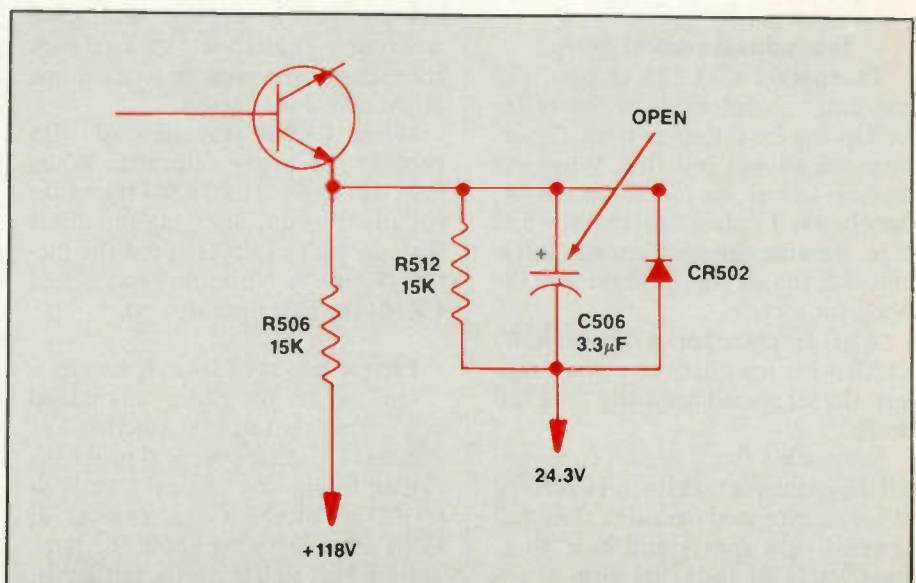 OPEN
R512
15K
+
CR502
R506
15K
C506
3.3µF
24.3V
+118V